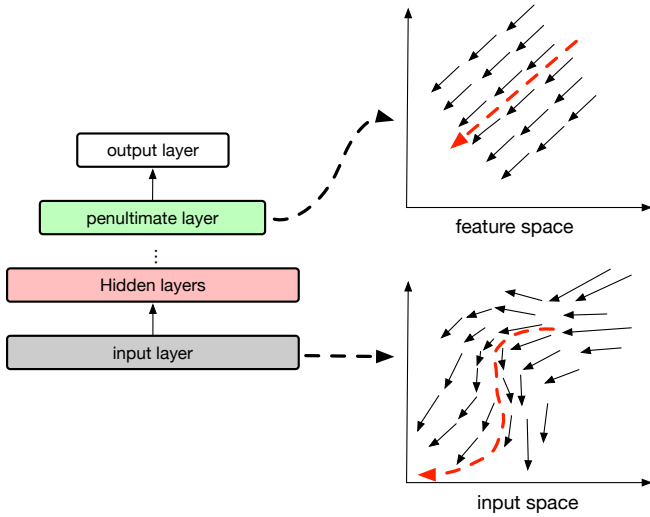 output layer
penultimate layer
⋮
Hidden layers
input layer
feature space
input space